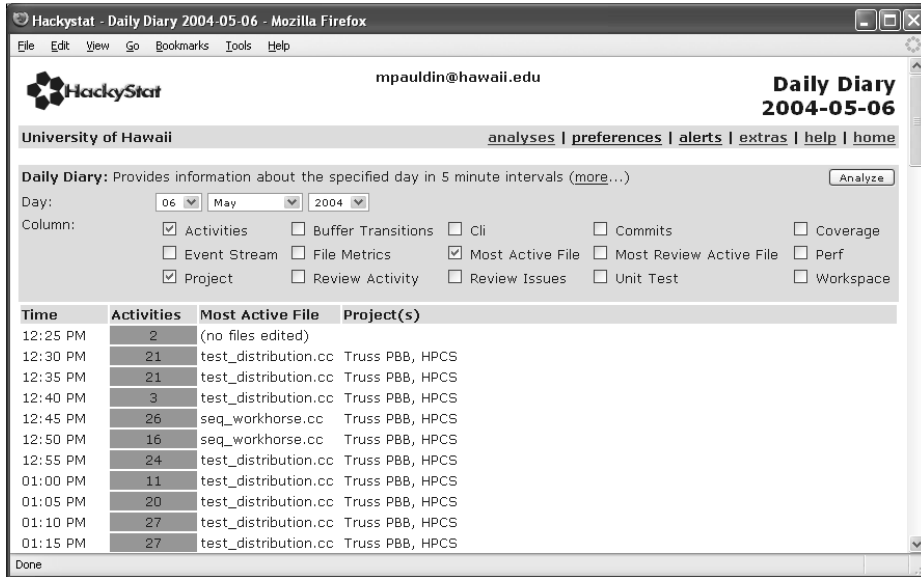 Hackystat - Daily Diary 2004-05-06 - Mozilla Firefox
File Edit View Go Bookmarks Tools Help
HackyStat
mpauldin@hawaii.edu
Daily Diary
2004-05-06
University of Hawaii analyses | preferences | alerts | extras | help | home
Daily Diary: Provides information about the specified day in 5 minute intervals (more...) Analyze
Day: 06 May 2004
Column: Activities Buffer Transitions Cli Commits Coverage
Event Stream File Metrics Most Active File Most Review Active File Perf
Project Review Activity Review Issues Unit Test Workspace
Time Activities Most Active File Project(s)
12:25 PM 2 (no files edited)
12:30 PM 21 test_distribution.cc Truss PBB, HPCS
12:35 PM 21 test_distribution.cc Truss PBB, HPCS
12:40 PM 3 test_distribution.cc Truss PBB, HPCS
12:45 PM 26 seq_workhorse.cc Truss PBB, HPCS
12:50 PM 16 seq_workhorse.cc Truss PBB, HPCS
12:55 PM 24 test_distribution.cc Truss PBB, HPCS
01:00 PM 11 test_distribution.cc Truss PBB, HPCS
01:05 PM 20 test_distribution.cc Truss PBB, HPCS
01:10 PM 27 test_distribution.cc Truss PBB, HPCS
01:15 PM 27 test_distribution.cc Truss PBB, HPCS
Done